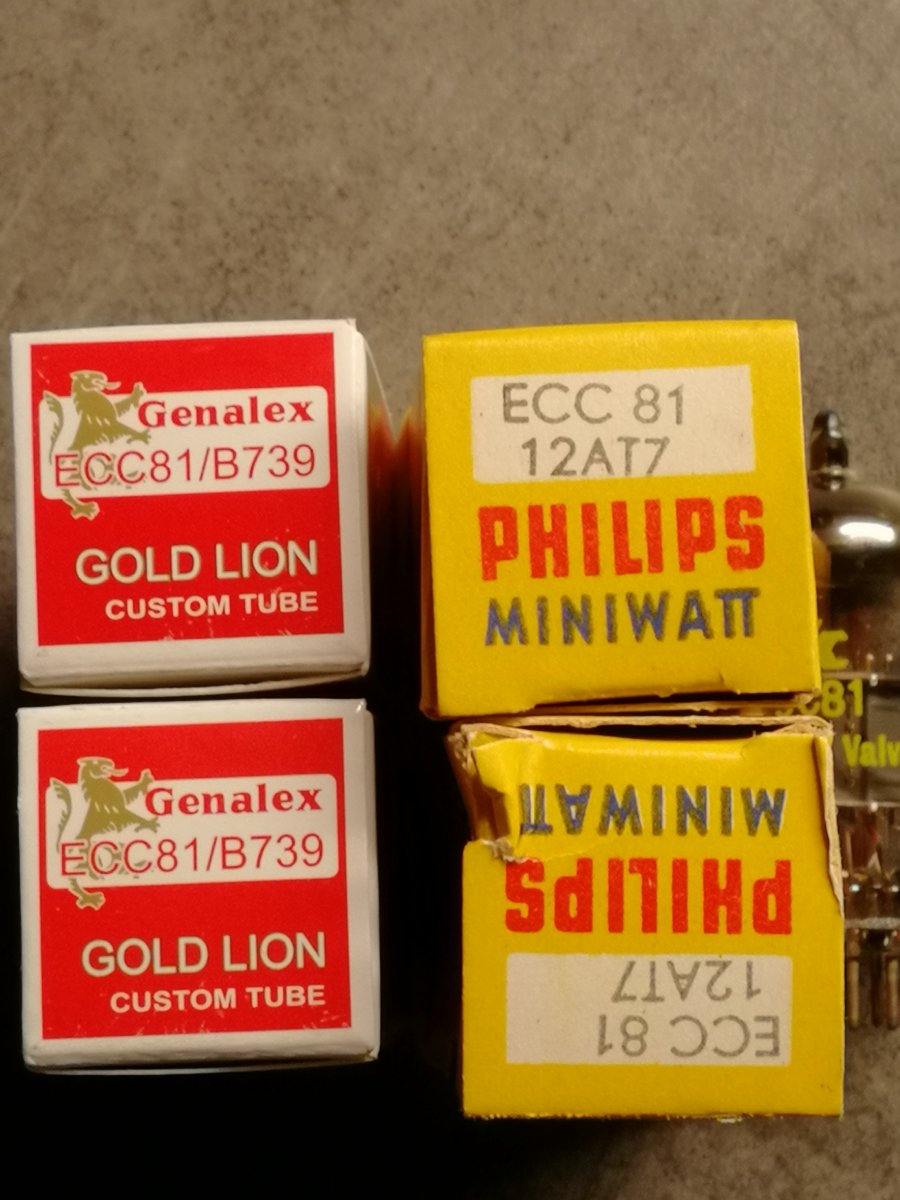 Genalex
ECC81/B739
GOLD LION
CUSTOM TUBE
ECC 81
12AT7
PHILIPS
MINIWATT
Genalex
ECC81/B739
GOLD LION
CUSTOM TUBE
ECC 81
12AT7
PHILIPS
MINIWATT